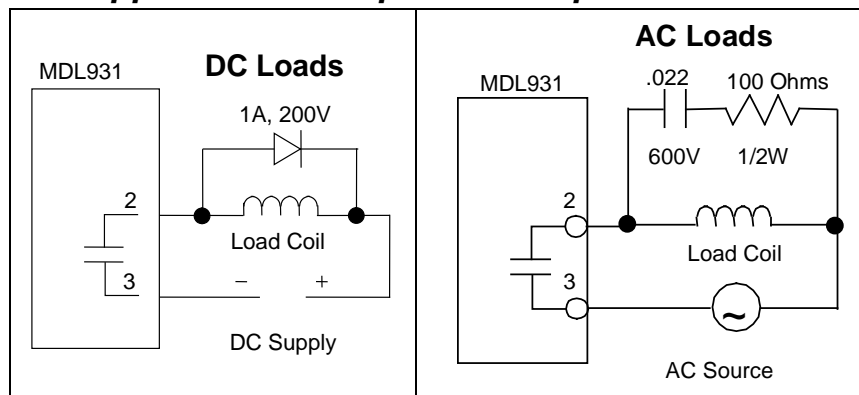 DC Loads
MDL931
1A, 200V
2
Load Coil
3
− +
DC Supply
AC Loads
MDL931
.022 100 Ohms
600V 1/2W
2
Load Coil
3
~
AC Source